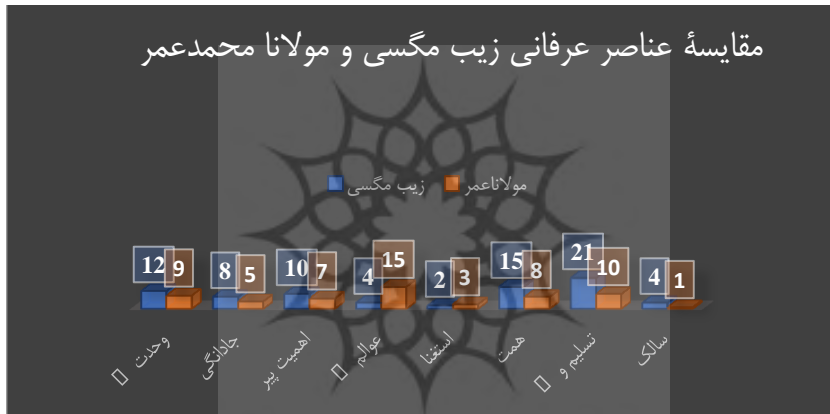 مقایسهٔ عناصر عرفانی زیب مگسی و مولانا محمدعمر
زیب مگسی مولاناعمر
12 9 8 5 10 7 4 15 2 3 15 8 21 10 4 1
وحدت جادانگی اهمیت پیر عوالم استغنا همت تسلیم و سالک